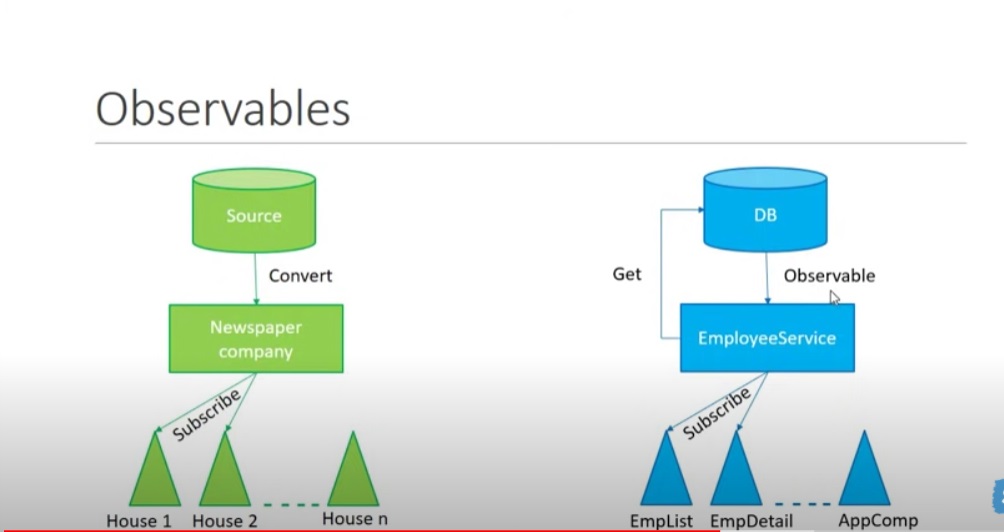 Observables
Source
Convert
Newspaper
company
Subscribe
House 1
House 2
House n
DB
Get
Observable
EmployeeService
Subscribe
EmpList
EmpDetail
AppComp